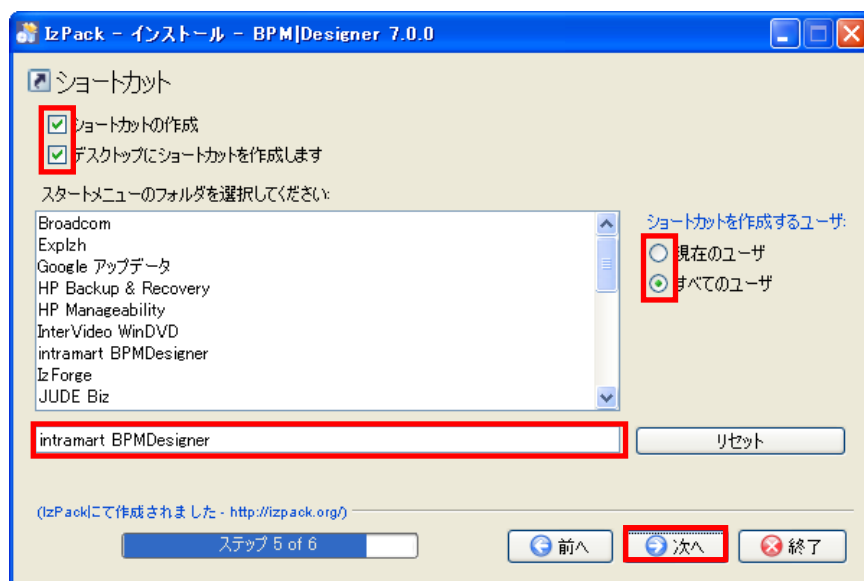 IzPack - インストール - BPM|Designer 7.0.0
ショートカット
ショートカットの作成
デスクトップにショートカットを作成します
スタートメニューのフォルダを選択してください:
Broadcom
Explzh
Google アップデータ
HP Backup & Recovery
HP Manageability
InterVideo WinDVD
intramart BPMDesigner
IzForge
JUDE Biz
ショートカットを作成するユーザ:
現在のユーザ
すべてのユーザ
intramart BPMDesigner
リセット
(IzPackにて作成されました - http://izpack.org/)
ステップ 5 of 6
前へ
次へ
終了